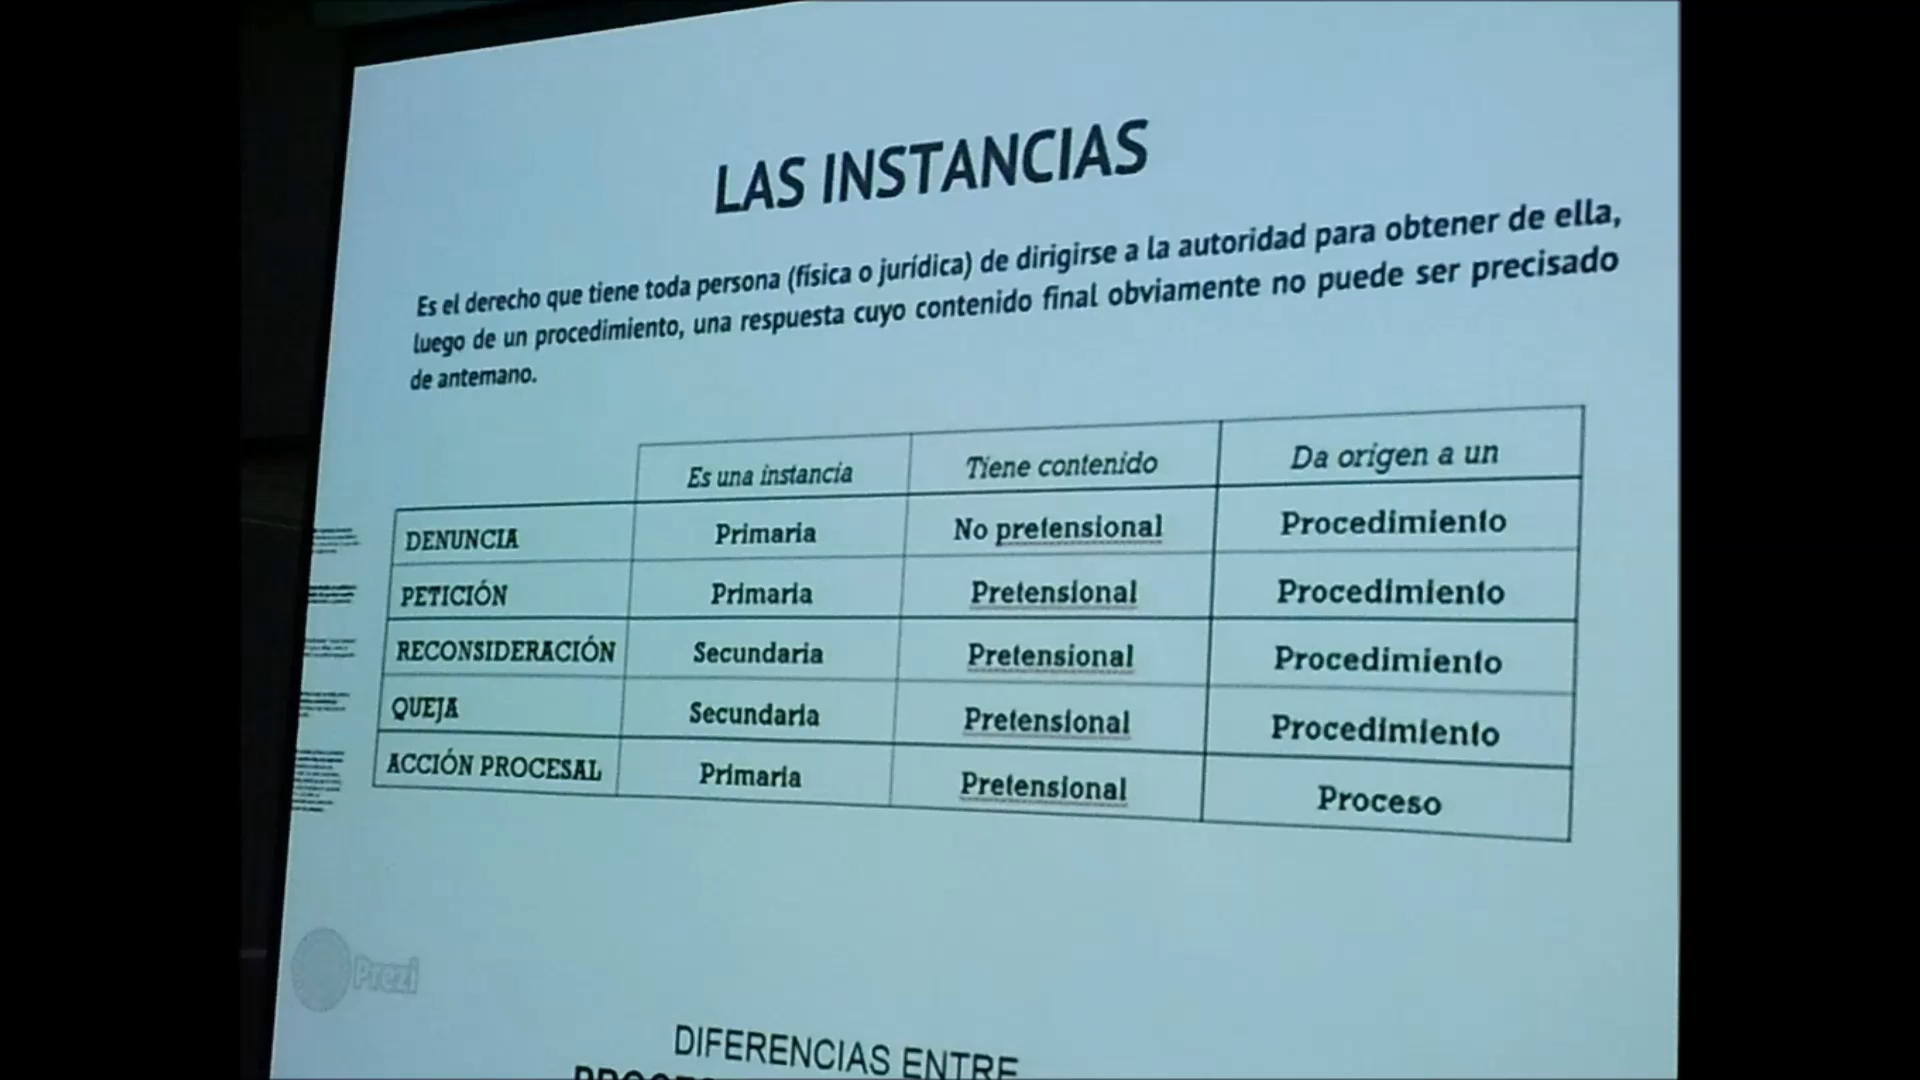 LAS INSTANCIAS
Es el derecho que tiene toda persona (física o jurídica) de dirigirse a la autoridad para obtener de ella,
luego de un procedimiento, una respuesta cuyo contenido final obviamente no puede ser precisado
de antemano.
Es una instancia Tiene contenido Da origen a un
DENUNCIA Primaria No pretensional Procedimiento
PETICIÓN Primaria Pretensional Procedimiento
RECONSIDERACIÓN Secundaria Pretensional Procedimiento
QUEJA Secundaria Pretensional Procedimiento
ACCIÓN PROCESAL Primaria Pretensional Proceso
Prezi
DIFERENCIAS ENTRE